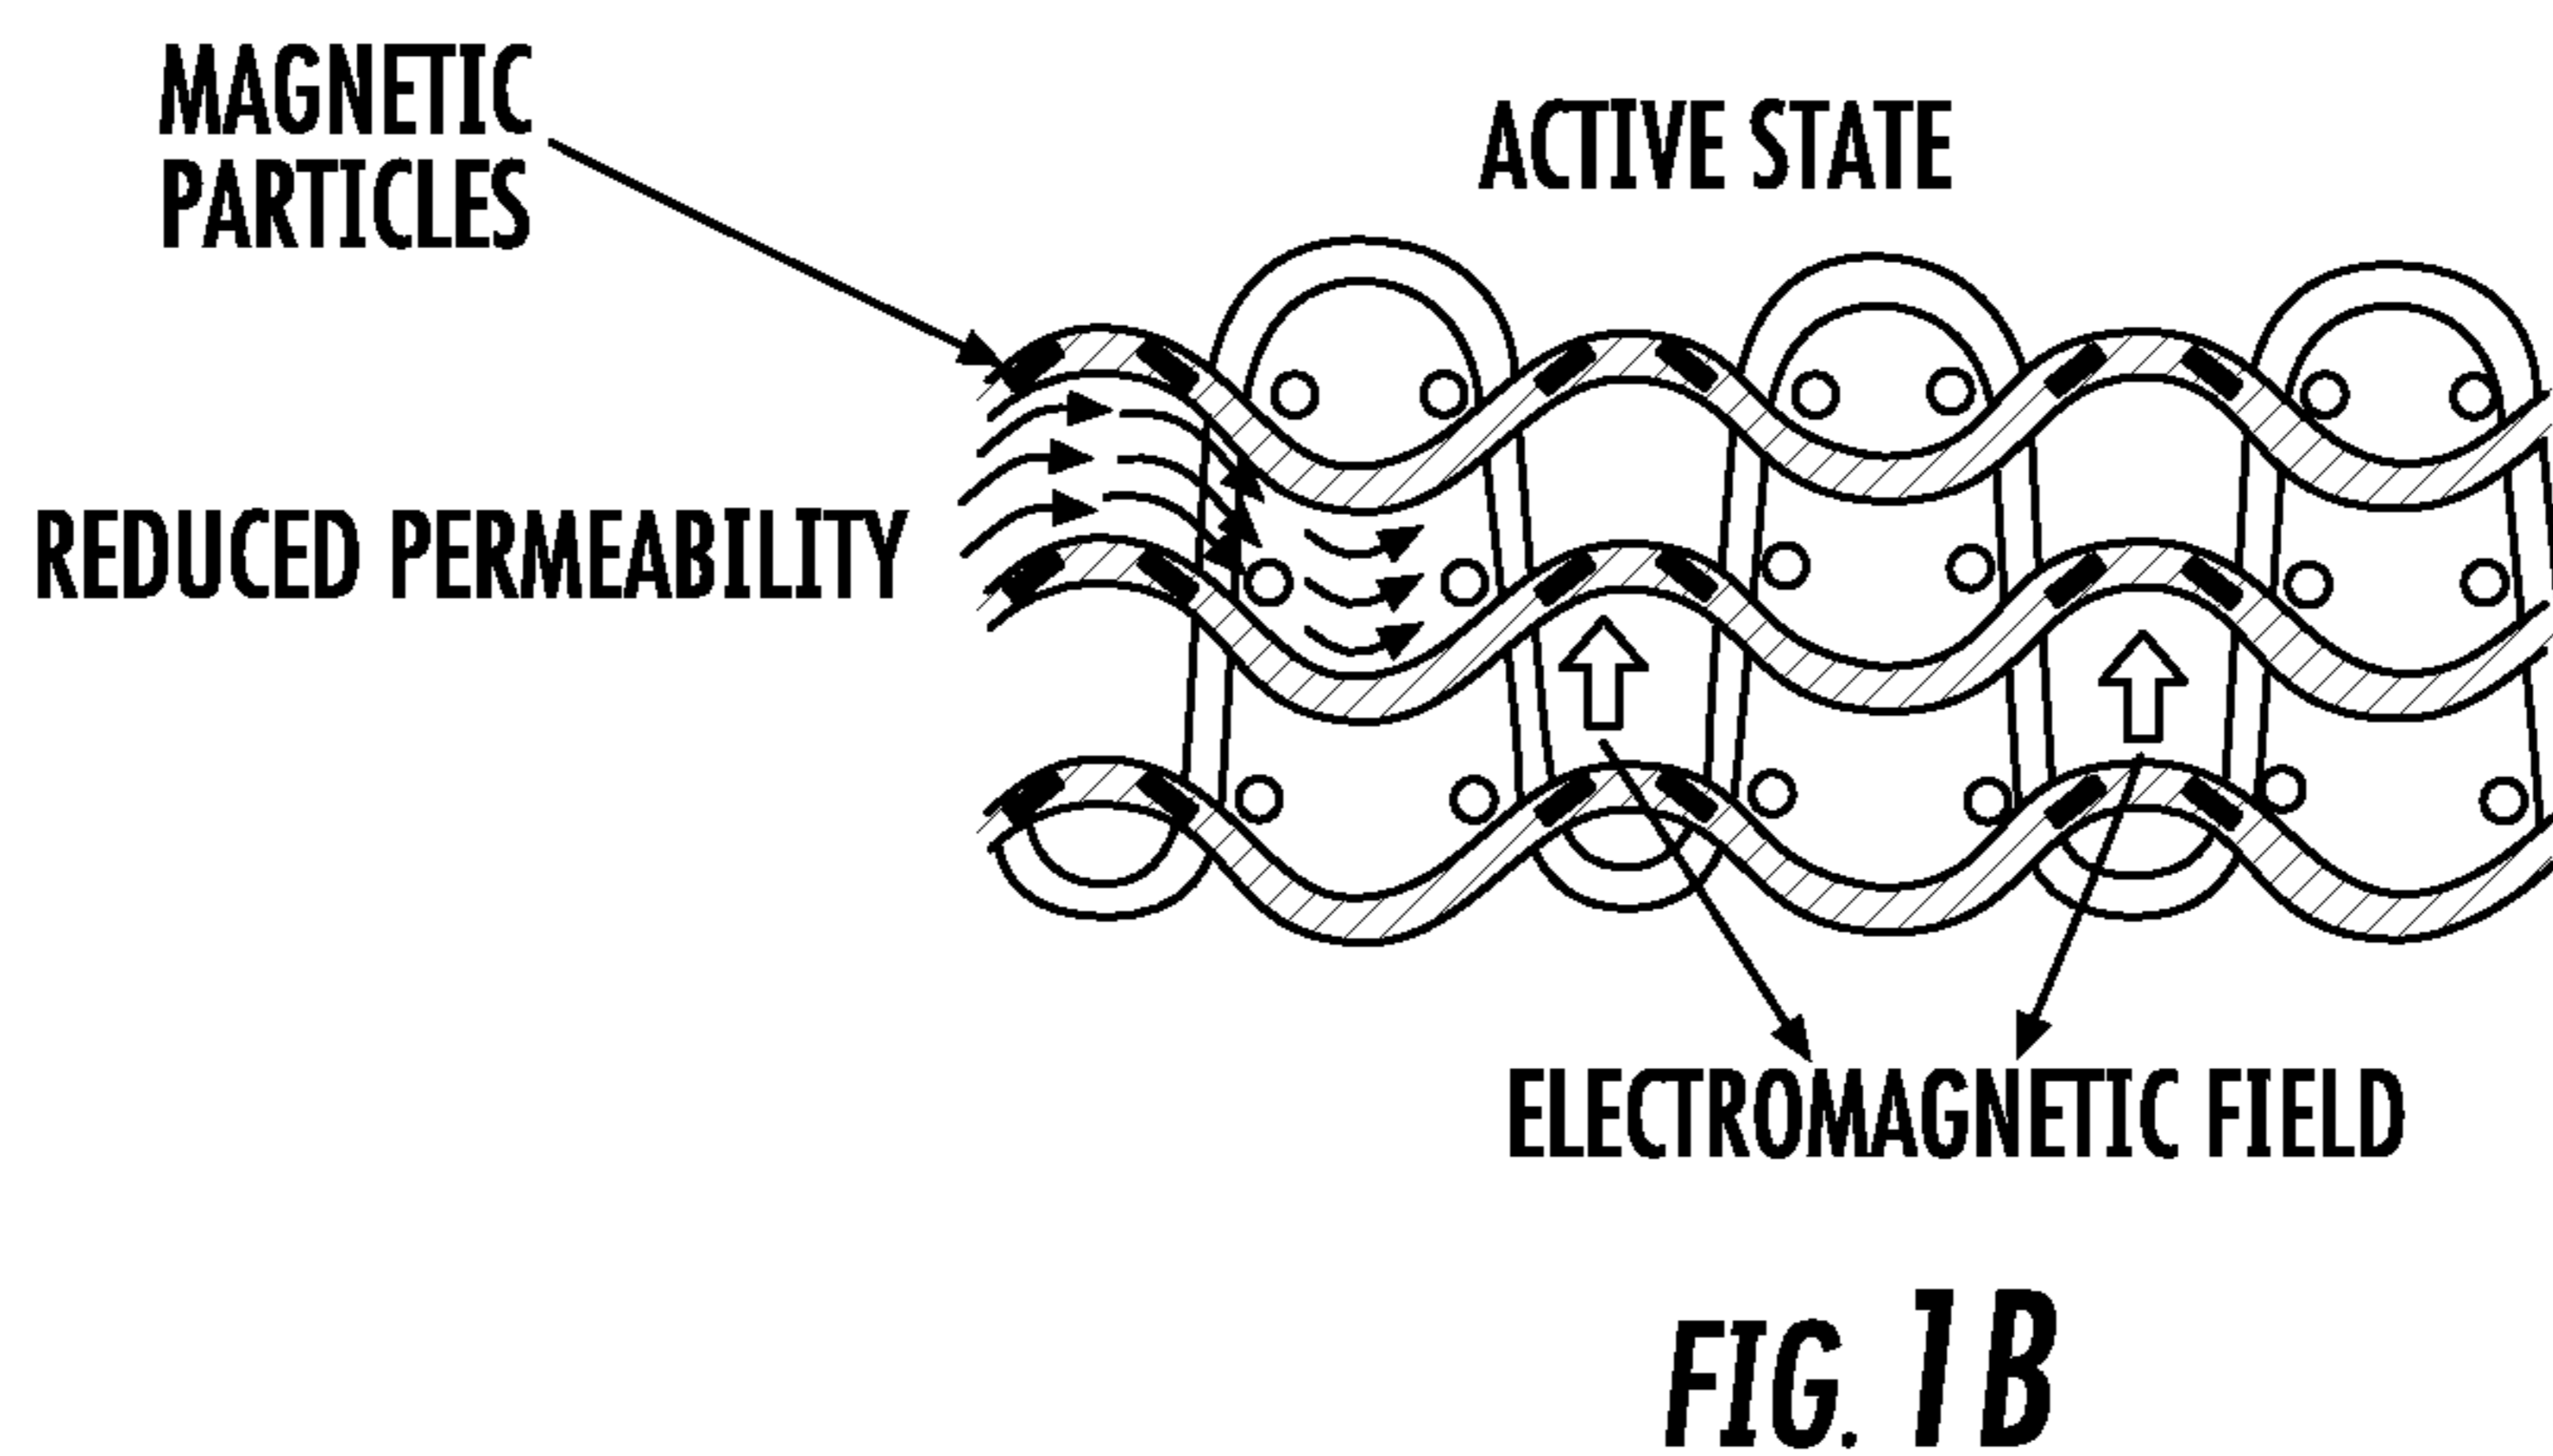 MAGNETIC
PARTICLES
ACTIVE STATE
REDUCED PERMEABILITY
ELECTROMAGNETIC FIELD
FIG. 1B